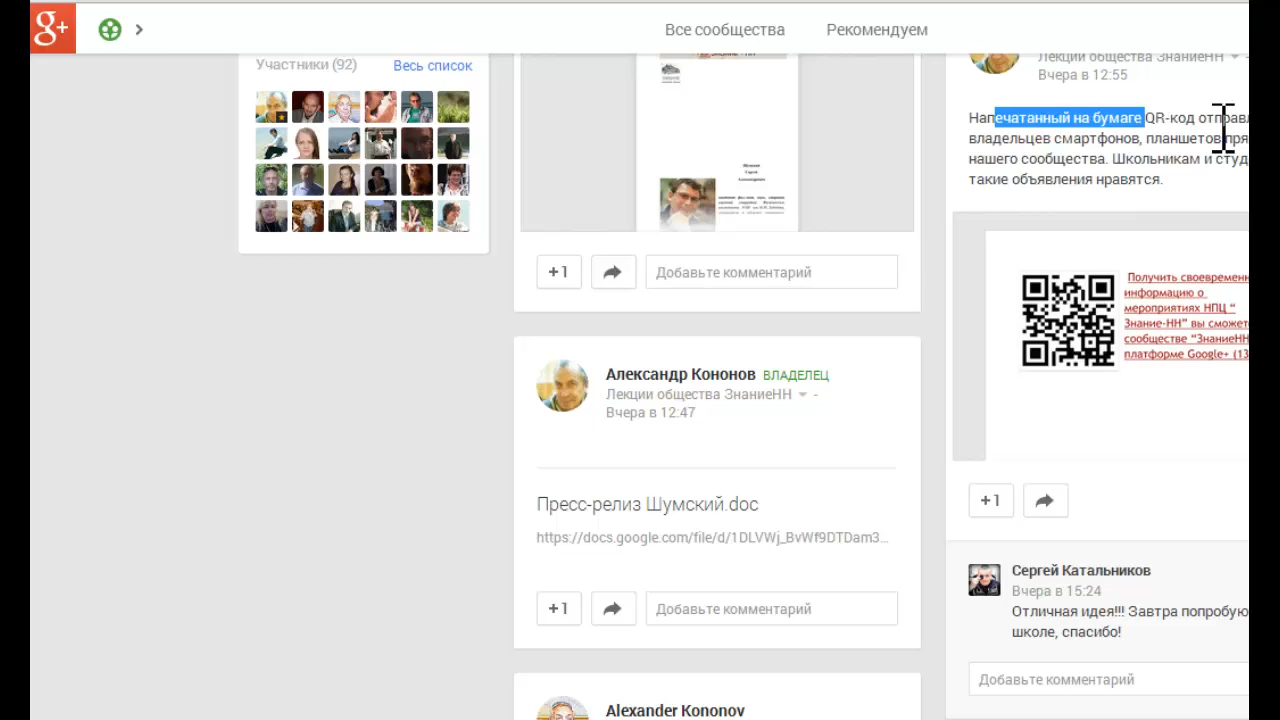 g+
Все сообщества
Рекомендуем
Участники (92)
Весь список
+1
Добавьте комментарий
Александр Кононов ВЛАДЕЛЕЦ
Лекции общества ЗнаниеНН -
Вчера в 12:47
Пресс-релиз Шумский.doc
https://docs.google.com/file/d/1DLVWj_BvWf9DTDam3...
+1
Добавьте комментарий
Alexander Kononov
Лекции общества ЗнаниеНН -
Вчера в 12:55
Напечатанный на бумаге QR-код отправл
владельцев смартфонов, планшетов пря
нашего сообщества. Школьникам и студ
такие объявления нравятся.
Получить своевремен
информацию о
мероприятиях НПЦ "
Знание-НН" вы сможет
сообществе "ЗнаниеНН
платформе Google+ (13
+1
Сергей Катальников
Вчера в 15:24
Отличная идея!!! Завтра попробую
школе, спасибо!
Добавьте комментарий